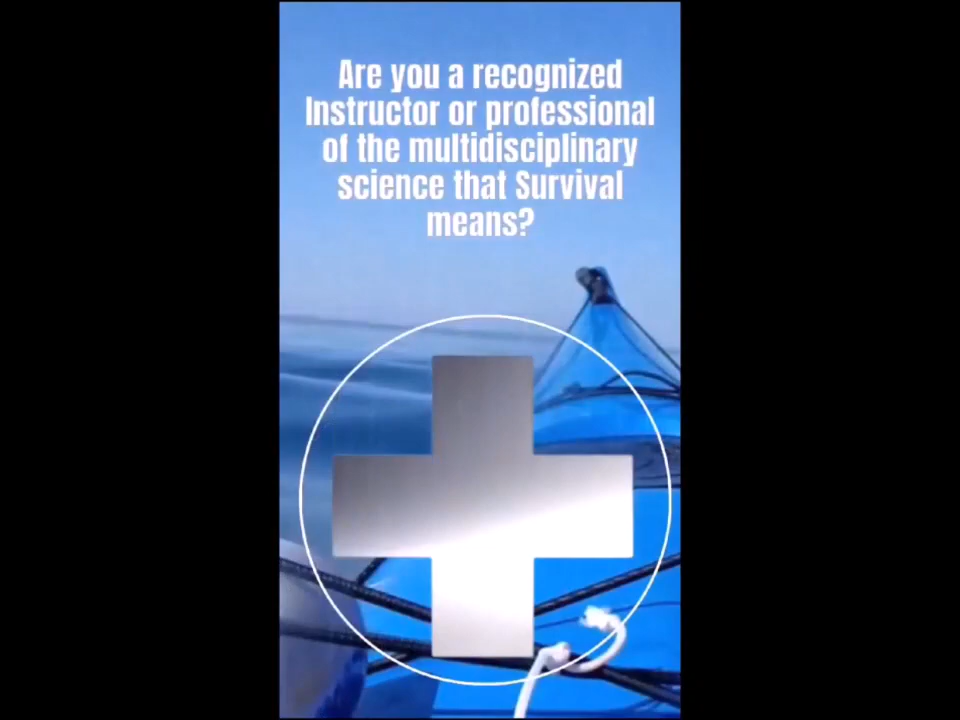 Are you a recognized
Instructor or professional
of the multidisciplinary
science that Survival
means?